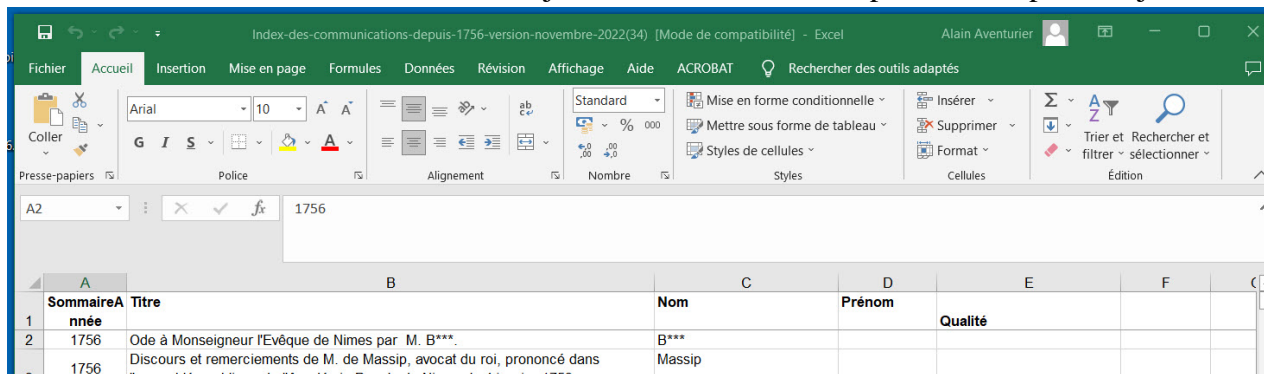 Index-des-communications-depuis-1756-version-novembre-2022(34) [Mode de compatibilité] - Excel
Alain Aventurier
Fichier Accueil Insertion Mise en page Formules Données Révision Affichage Aide ACROBAT Rechercher des outils adaptés
Coller
Presse-papiers
Arial 10 A A
G I S A
Police
ab
Alignement
Standard
% 000
,00
Nombre
Mise en forme conditionnelle
Mettre sous forme de tableau
Styles de cellules
Styles
Insérer
Supprimer
Format
Cellules
Σ
Trier et filtrer
Rechercher et sélectionner
Édition
A2 fx 1756
A B C D E F
1 SommaireA
nnée Titre Nom Prénom Qualité
2 1756 Ode à Monseigneur l'Evêque de Nimes par M. B***. B***
1756 Discours et remerciements de M. de Massip, avocat du roi, prononcé dans Massip